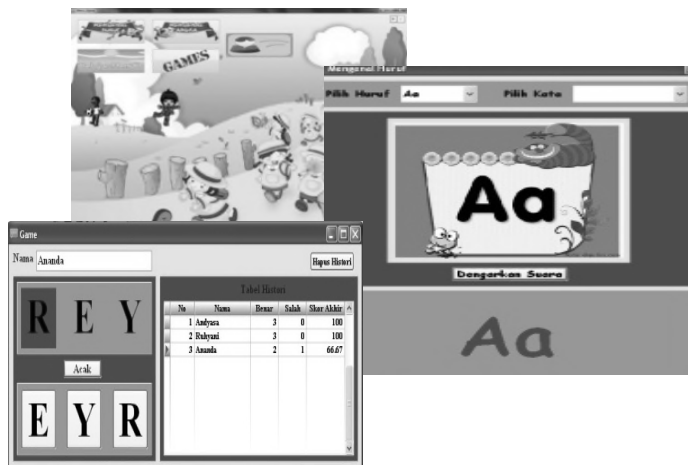 GAMES
Mengenal Huruf
Pilih Huruf Aa Pilih Kata
Aa
Dengarkan Suara
Aa
Game
Nama Ananda Hapus Histori
R E Y
Acak
E Y R
Tabel Histori
No Nama Benar Salah Skor Akhir
1 Andyasa 3 0 100
2 Ruhyani 3 0 100
3 Ananda 2 1 66.67